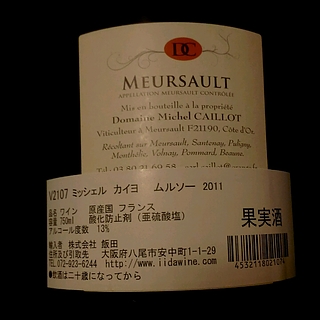 DC
MEURSAULT
APPELLATION MEURSAULT CONTRÔLÉE
Mis en bouteille à la propriété
Domaine Michel CAILLOT
Viticulteur à Meursault F21190, Côte d'Or.
Récoltant sur Meursault, Santenay, Puligny,
Monthélie, Volnay, Pommard, Beaune.
V2107 ミッシェル カイヨ ムルソー 2011
品名 ワイン 原産国 フランス
容量 750ml 酸化防止剤(亜硫酸塩)
アルコール度数 13%
果実酒
輸入者 株式会社 飯田
住所及び引取先 大阪府八尾市安中町1-1-29
TEL.072-923-6244 http://www.iidawine.com
●飲酒は二十歳になってから